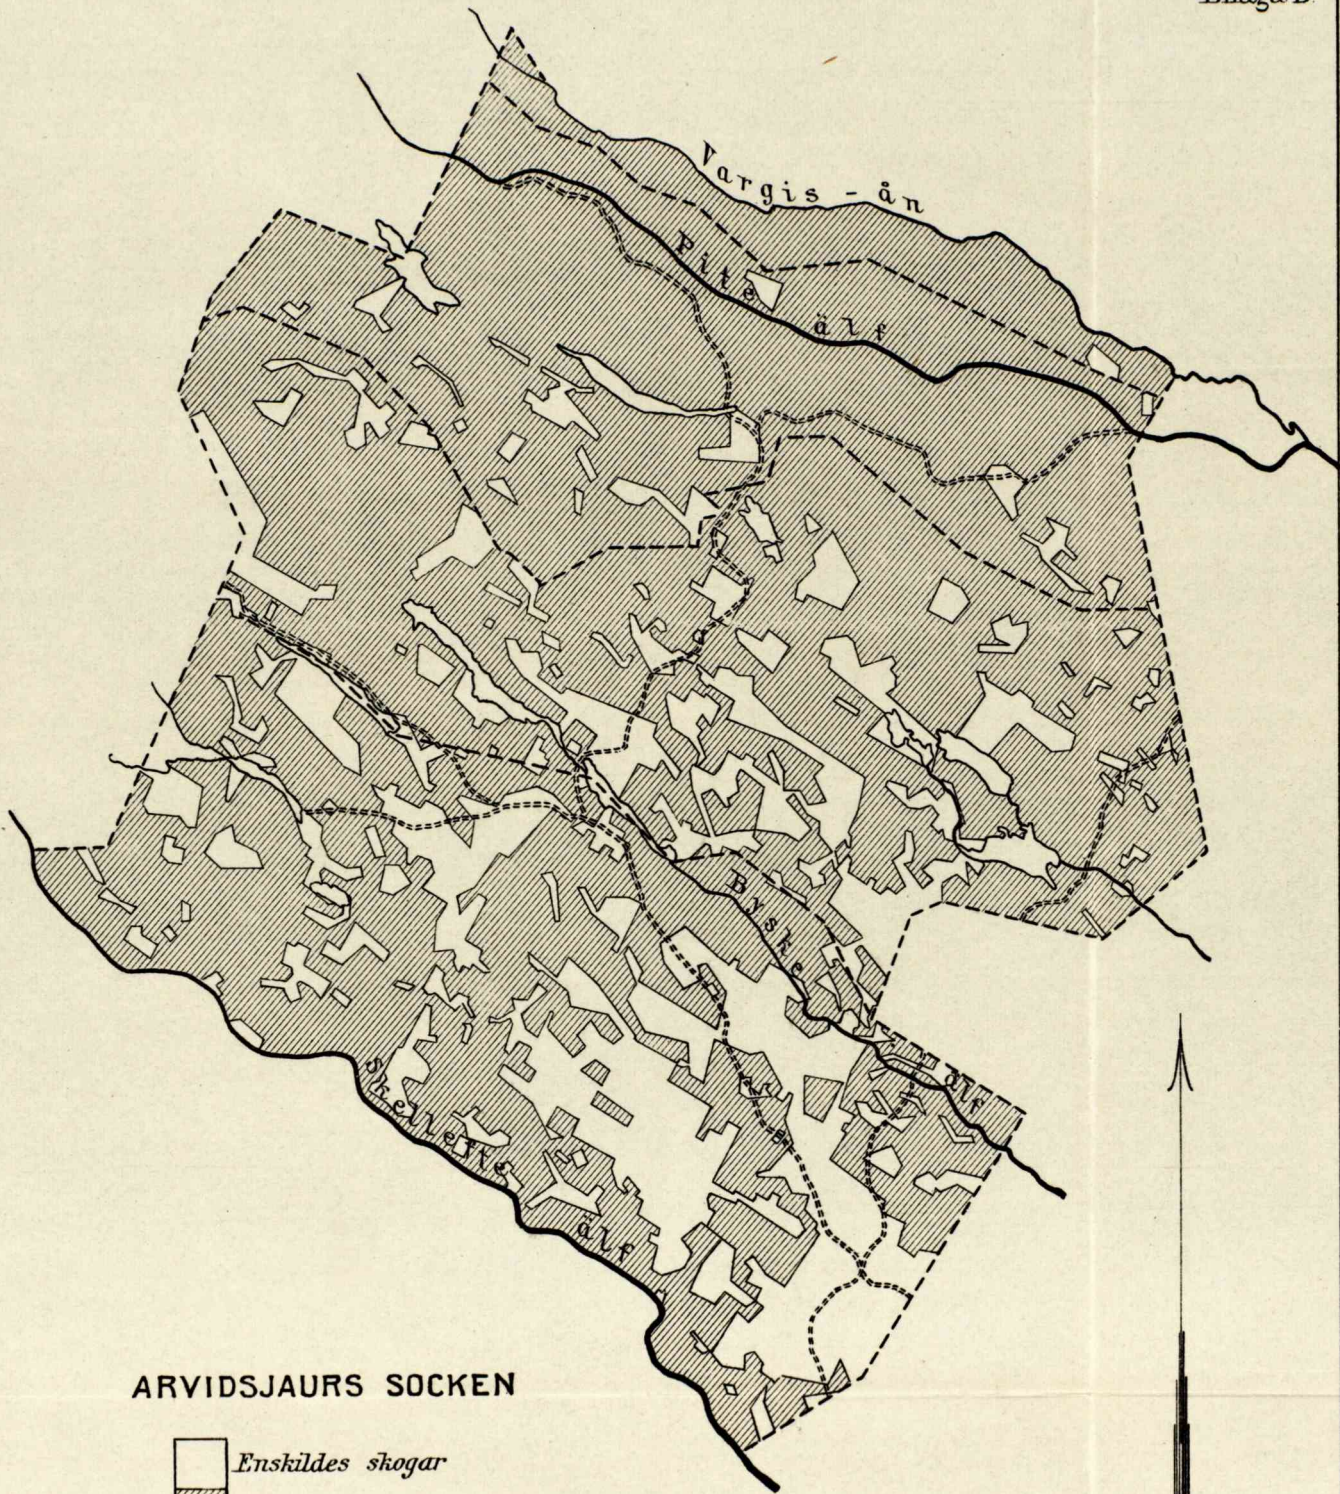 Vargis-ån
Pite
älf
Byske
älf
Skellefte
älf
ARVIDSJAURS SOCKEN
Enskildes skogar